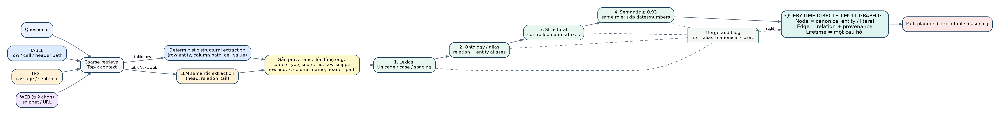 Question q
TABLE
row / cell / header path
TEXT
passage / sentence
WEB (tuỳ chọn)
snippet / URL
Coarse retrieval
Top-k context
table rows
table/text/web
Deterministic structural extraction
(row entity, column path, cell value)
LLM semantic extraction
(head, relation, tail)
Gắn provenance lên từng edge
source_type, source_id, raw_snippet
row_index, column_name, header_path
1. Lexical
Unicode / case / spacing
2. Ontology / alias
relation + entity aliases
3. Structural
controlled name affixes
4. Semantic ≥ 0.93
same role; skip dates/numbers
Merge audit log
tier · alias · canonical · score
audit
QUERY-TIME DIRECTED MULTIGRAPH Gq
Node = canonical entity / literal
Edge = relation + provenance
Lifetime = một câu hỏi
Path planner + executable reasoning